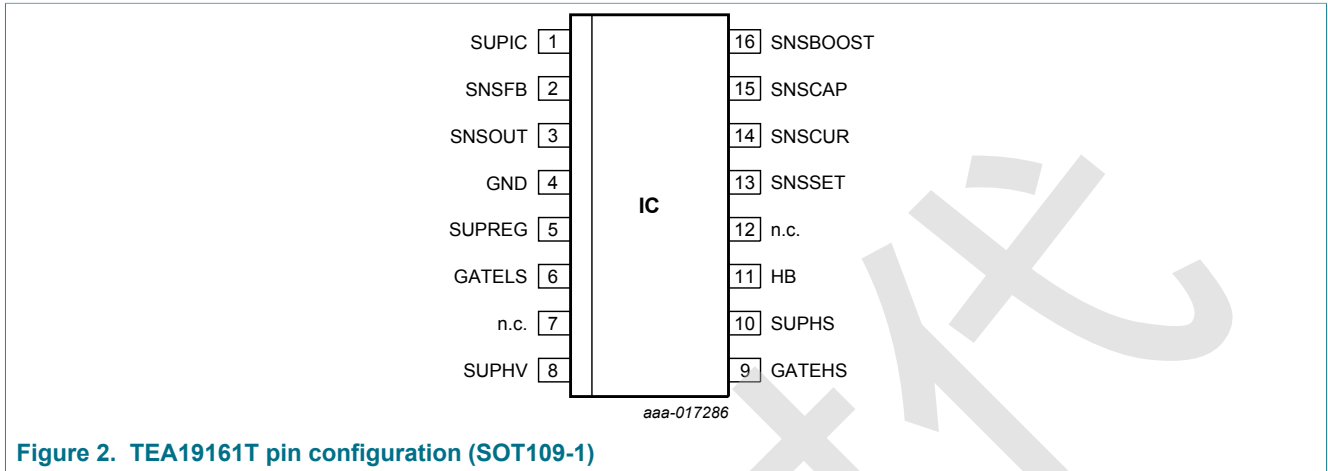 SUPIC 1
SNSFB 2
SNSOUT 3
GND 4
SUPREG 5
GATELS 6
n.c. 7
SUPHV 8
IC
16 SNSBOOST
15 SNSCAP
14 SNSCUR
13 SNSSET
12 n.c.
11 HB
10 SUPHS
9 GATEHS
aaa-017286
Figure 2. TEA19161T pin configuration (SOT109-1)
代